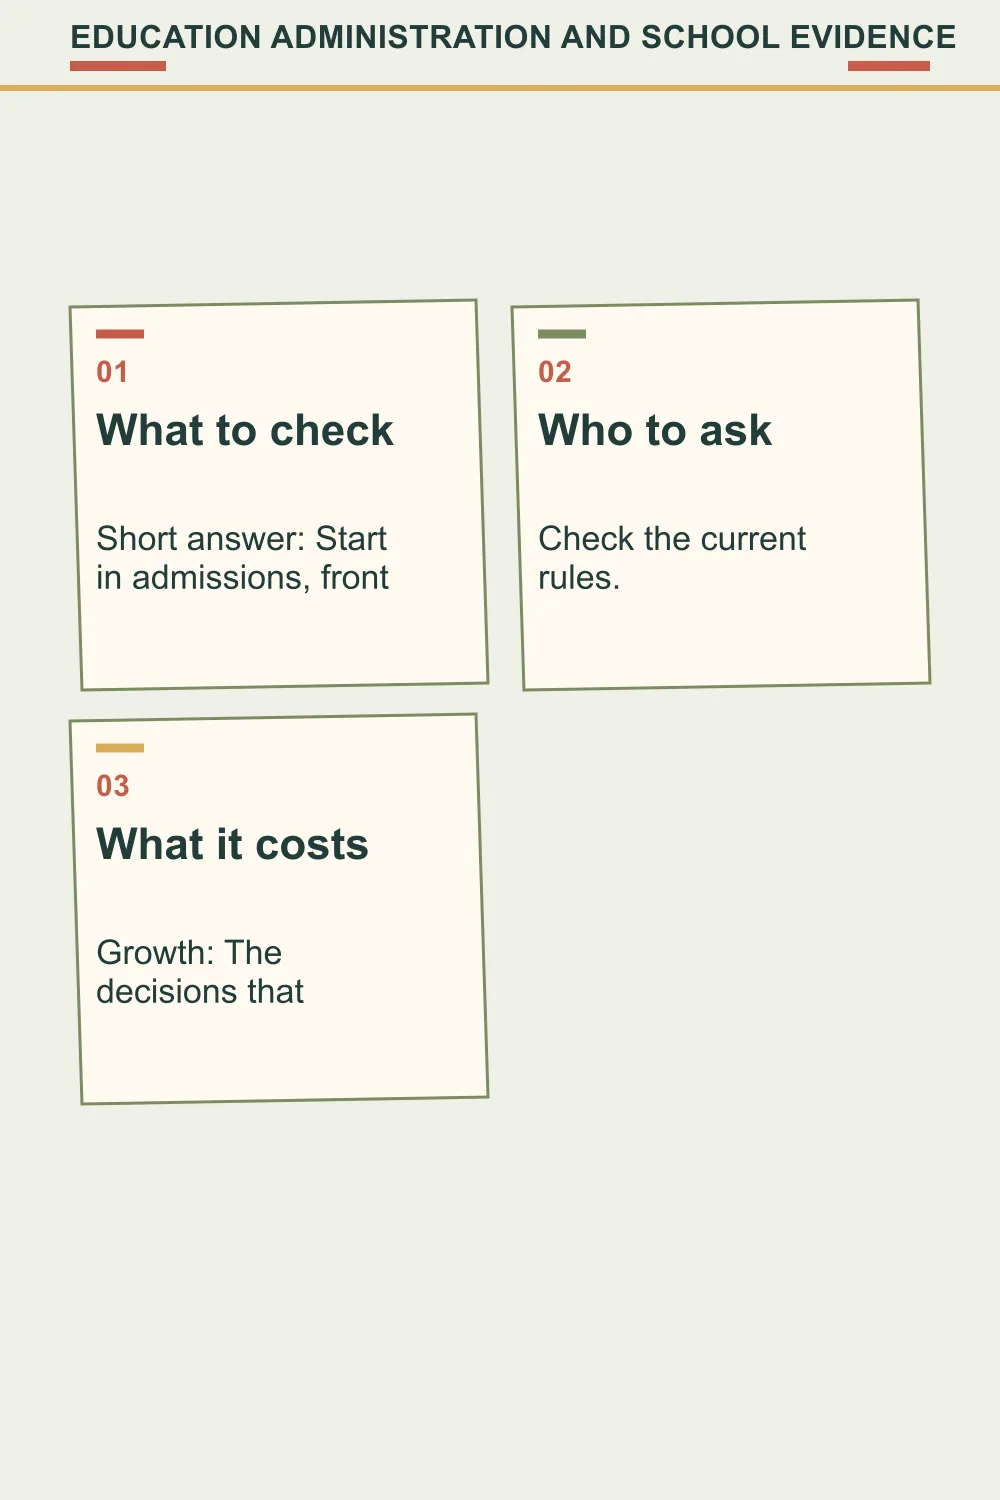 EDUCATION ADMINISTRATION AND SCHOOL EVIDENCE
01
What to check
Short answer: Start
in admissions, front
02
Who to ask
Check the current
rules.
03
What it costs
Growth: The
decisions that